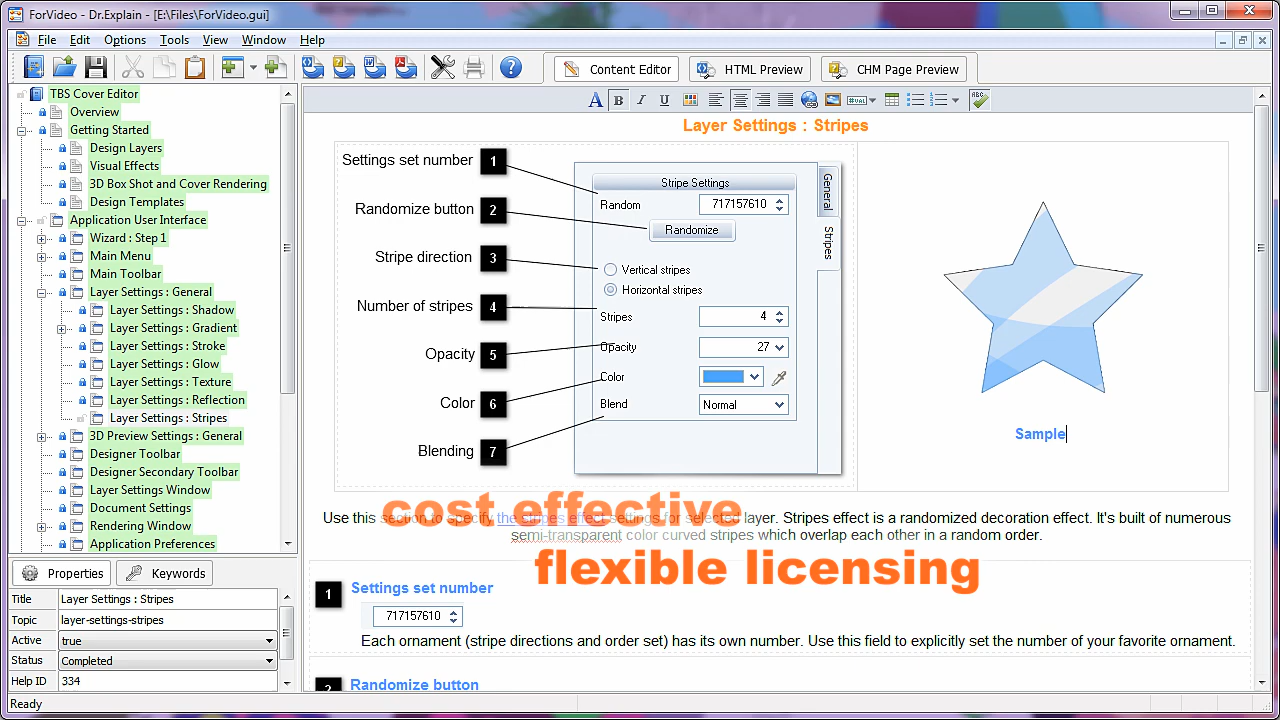 ForVideo - Dr.Explain - [E:\Files\ForVideo.gui]
File Edit Options Tools View Window Help
Content Editor HTML Preview CHM Page Preview
TBS Cover Editor
Overview
Getting Started
Design Layers
Visual Effects
3D Box Shot and Cover Rendering
Design Templates
Application User Interface
Wizard : Step 1
Main Menu
Main Toolbar
Layer Settings : General
Layer Settings : Shadow
Layer Settings : Gradient
Layer Settings : Stroke
Layer Settings : Glow
Layer Settings : Texture
Layer Settings : Reflection
Layer Settings : Stripes
3D Preview Settings : General
Designer Toolbar
Designer Secondary Toolbar
Layer Settings Window
Document Settings
Rendering Window
Application Preferences
Properties Keywords
Title Layer Settings : Stripes
Topic layer-settings-stripes
Active true
Status Completed
Help ID 334
Ready
A B I U #VAL ABC
Layer Settings : Stripes
Settings set number 1
Randomize button 2
Stripe direction 3
Number of stripes 4
Opacity 5
Color 6
Blending 7
Stripe Settings
Random 717157610
Randomize
Vertical stripes
Horizontal stripes
Stripes 4
Opacity 27
Color
Blend Normal
General
Stripes
Sample
cost effective
Use this section to specify the stripes effect settings for selected layer. Stripes effect is a randomized decoration effect. It's built of numerous
semi-transparent color curved stripes which overlap each other in a random order.
flexible licensing
1 Settings set number
717157610
Each ornament (stripe directions and order set) has its own number. Use this field to explicitly set the number of your favorite ornament.
2 Randomize button